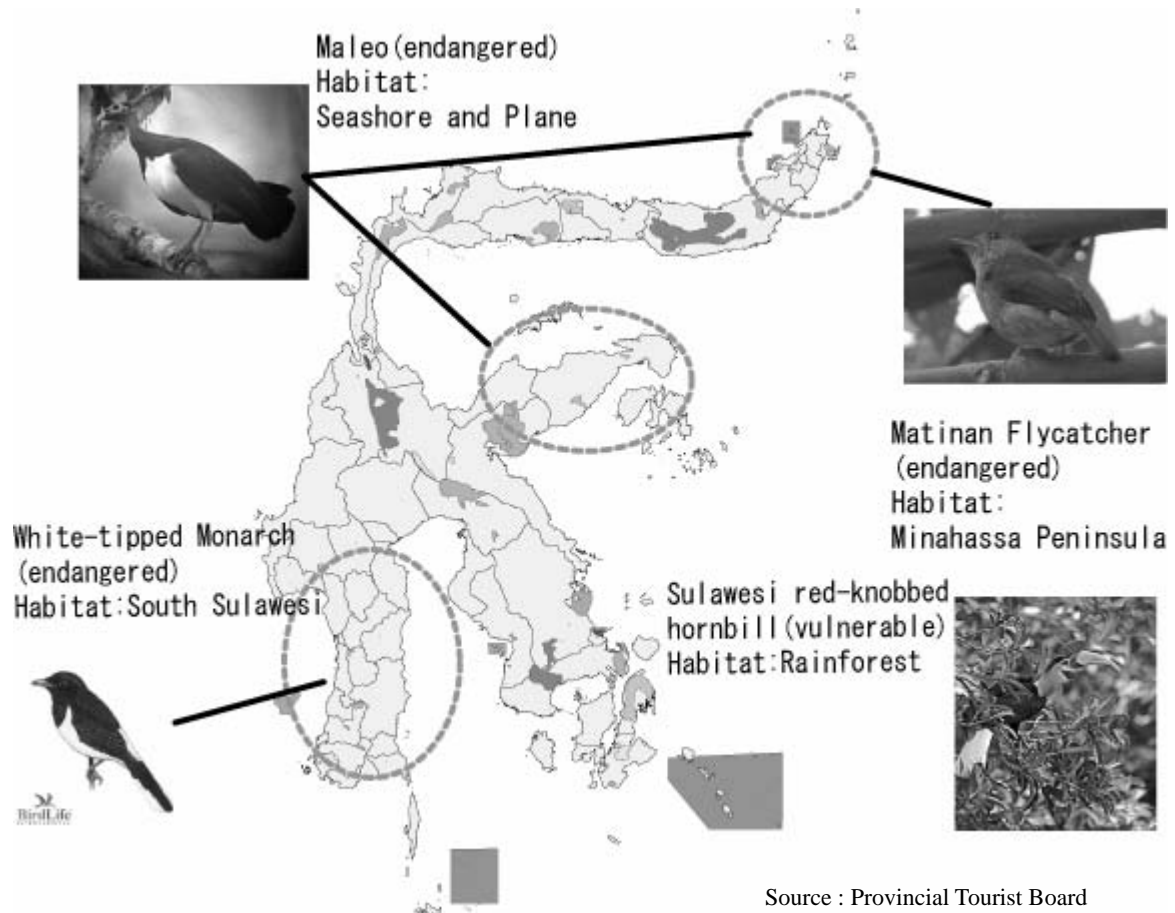 Maleo(endangered)
Habitat:
Seashore and Plane
Matinan Flycatcher
(endangered)
Habitat:
Minahassa Peninsula
White-tipped Monarch
(endangered)
Habitat:South Sulawesi
Sulawesi red-knobbed
hornbill(vulnerable)
Habitat:Rainforest
BirdLife
Source : Provincial Tourist Board